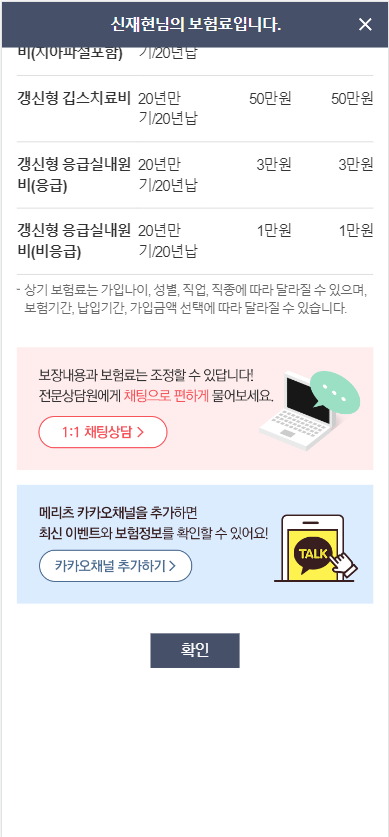 신재현님의 보험료입니다.
비(치아파절포함) 기/20년납
갱신형 깁스치료비 20년만 50만원 50만원
기/20년납
갱신형 응급실내원 20년만 3만원 3만원
비(응급) 기/20년납
갱신형 응급실내원 20년만 1만원 1만원
비(비응급) 기/20년납
- 상기 보험료는 가입나이, 성별, 직업, 직종에 따라 달라질 수 있으며,
보험기간, 납입기간, 가입금액 선택에 따라 달라질 수 있습니다.
보장내용과 보험료는 조정할 수 있답니다!
전문상담원에게 채팅으로 편하게 물어보세요.
1:1 채팅상담 >
메리츠 카카오채널을 추가하면
최신 이벤트와 보험정보를 확인할 수 있어요!
카카오채널 추가하기 >
TALK
확인